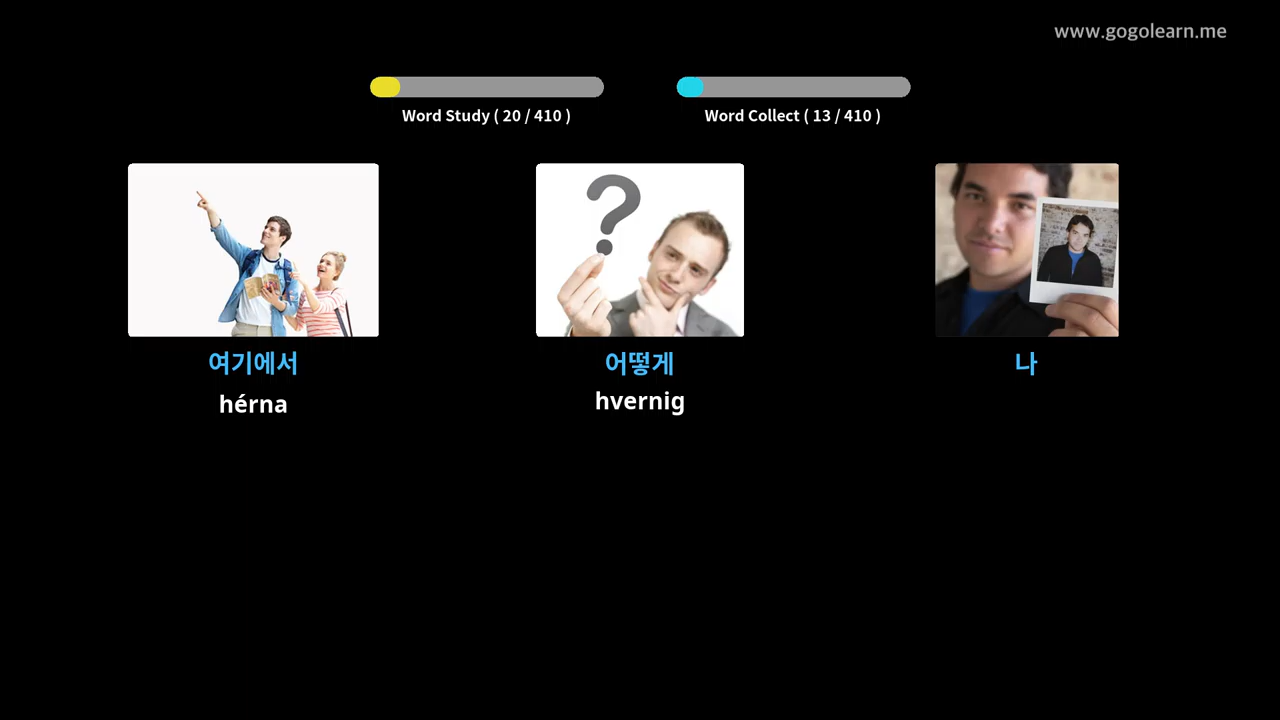 www.gogolearn.me
Word Study ( 20 / 410 )
Word Collect ( 13 / 410 )
여기에서
hérna
어떻게
hvernig
나